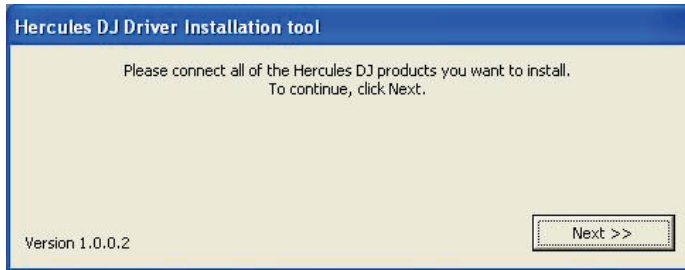 Hercules DJ Driver Installation tool
Please connect all of the Hercules DJ products you want to install.
To continue, click Next.
Version 1.0.0.2
Next >>